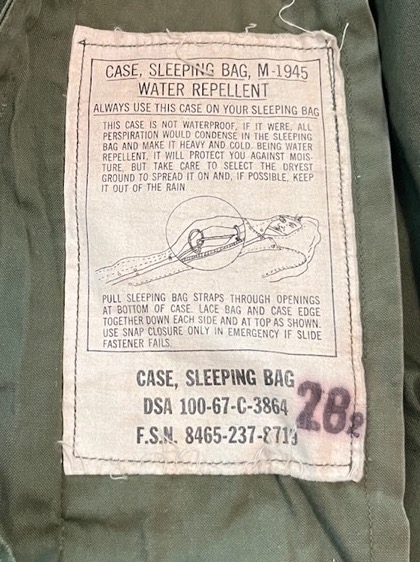 CASE, SLEEPING BAG, M-1945
WATER REPELLENT
ALWAYS USE THIS CASE ON YOUR SLEEPING BAG
THIS CASE IS NOT WATERPROOF, IF IT WERE, ALL
PERSPIRATION WOULD CONDENSE IN THE SLEEPING
BAG AND MAKE IT HEAVY AND COLD. BEING WATER
REPELLENT, IT WILL PROTECT YOU AGAINST MOIS-
TURE, BUT TAKE CARE TO SELECT THE DRYEST
GROUND TO SPREAD IT ON AND, IF POSSIBLE, KEEP
IT OUT OF THE RAIN
PULL SLEEPING BAG STRAPS THROUGH OPENINGS
AT BOTTOM OF CASE. LACE BAG AND CASE EDGE
TOGETHER DOWN EACH SIDE AND AT TOP AS SHOWN.
USE SNAP CLOSURE ONLY IN EMERGENCY IF SLIDE
FASTENER FAILS.
CASE, SLEEPING BAG
DSA 100-67-C-3864
28
F.S.N.